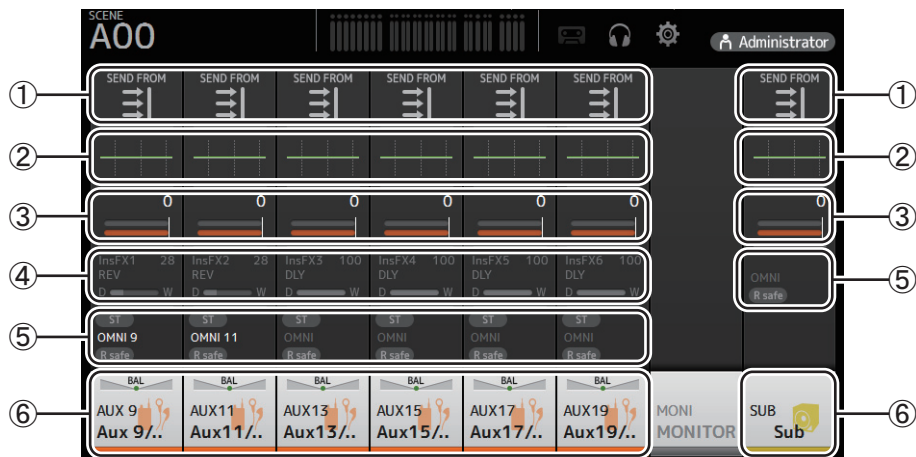 SCENE
A00
Administrator
① SEND FROM SEND FROM SEND FROM SEND FROM SEND FROM SEND FROM SEND FROM ①
② ②
③ 0 0 0 0 0 0 0 ③
④ InsFX1 28 InsFX2 28 InsFX3 100 InsFX4 100 InsFX5 100 InsFX6 100
REV REV DLY DLY DLY DLY OMNI ⑤
D W D W D W D W D W D W R safe
ST ST ST ST ST ST
⑤ OMNI 9 OMNI 11 OMNI OMNI OMNI OMNI
R safe R safe R safe R safe R safe R safe
BAL BAL BAL BAL BAL BAL
⑥ AUX 9 AUX11 AUX13 AUX15 AUX17 AUX19 MONI SUB ⑥
Aux 9/.. Aux11/.. Aux13/.. Aux15/.. Aux17/.. Aux19/.. MONITOR Sub